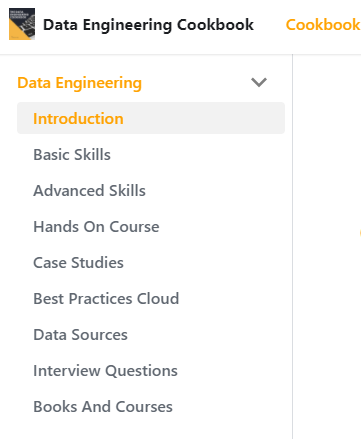 Data Engineering Cookbook Cookbook
Data Engineering
Introduction
Basic Skills
Advanced Skills
Hands On Course
Case Studies
Best Practices Cloud
Data Sources
Interview Questions
Books And Courses